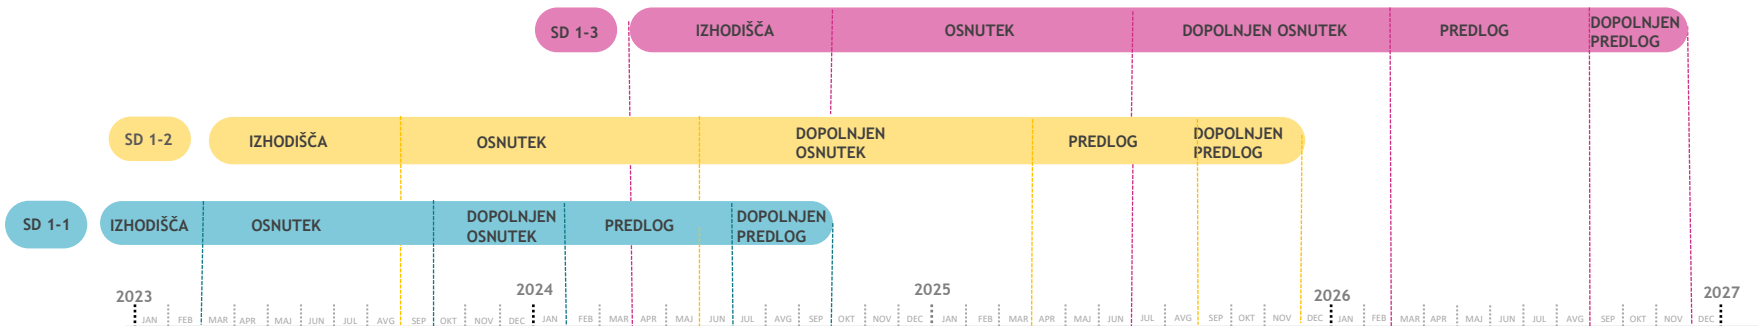 SD 1-3
IZHODIŠČA
OSNUTEK
DOPOLNJEN OSNUTEK
PREDLOG
DOPOLNJEN
PREDLOG
SD 1-2
IZHODIŠČA
OSNUTEK
DOPOLNJEN
OSNUTEK
PREDLOG
DOPOLNJEN
PREDLOG
SD 1-1
IZHODIŠČA
OSNUTEK
DOPOLNJEN
OSNUTEK
PREDLOG
DOPOLNJEN
PREDLOG
2023 2024 2025 2026 2027
JAN FEB MAR APR MAJ JUN JUL AVG SEP OKT NOV DEC JAN FEB MAR APR MAJ JUN JUL AVG SEP OKT NOV DEC JAN FEB MAR APR MAJ JUN JUL AVG SEP OKT NOV DEC JAN FEB MAR APR MAJ JUN JUL AVG SEP OKT NOV DEC